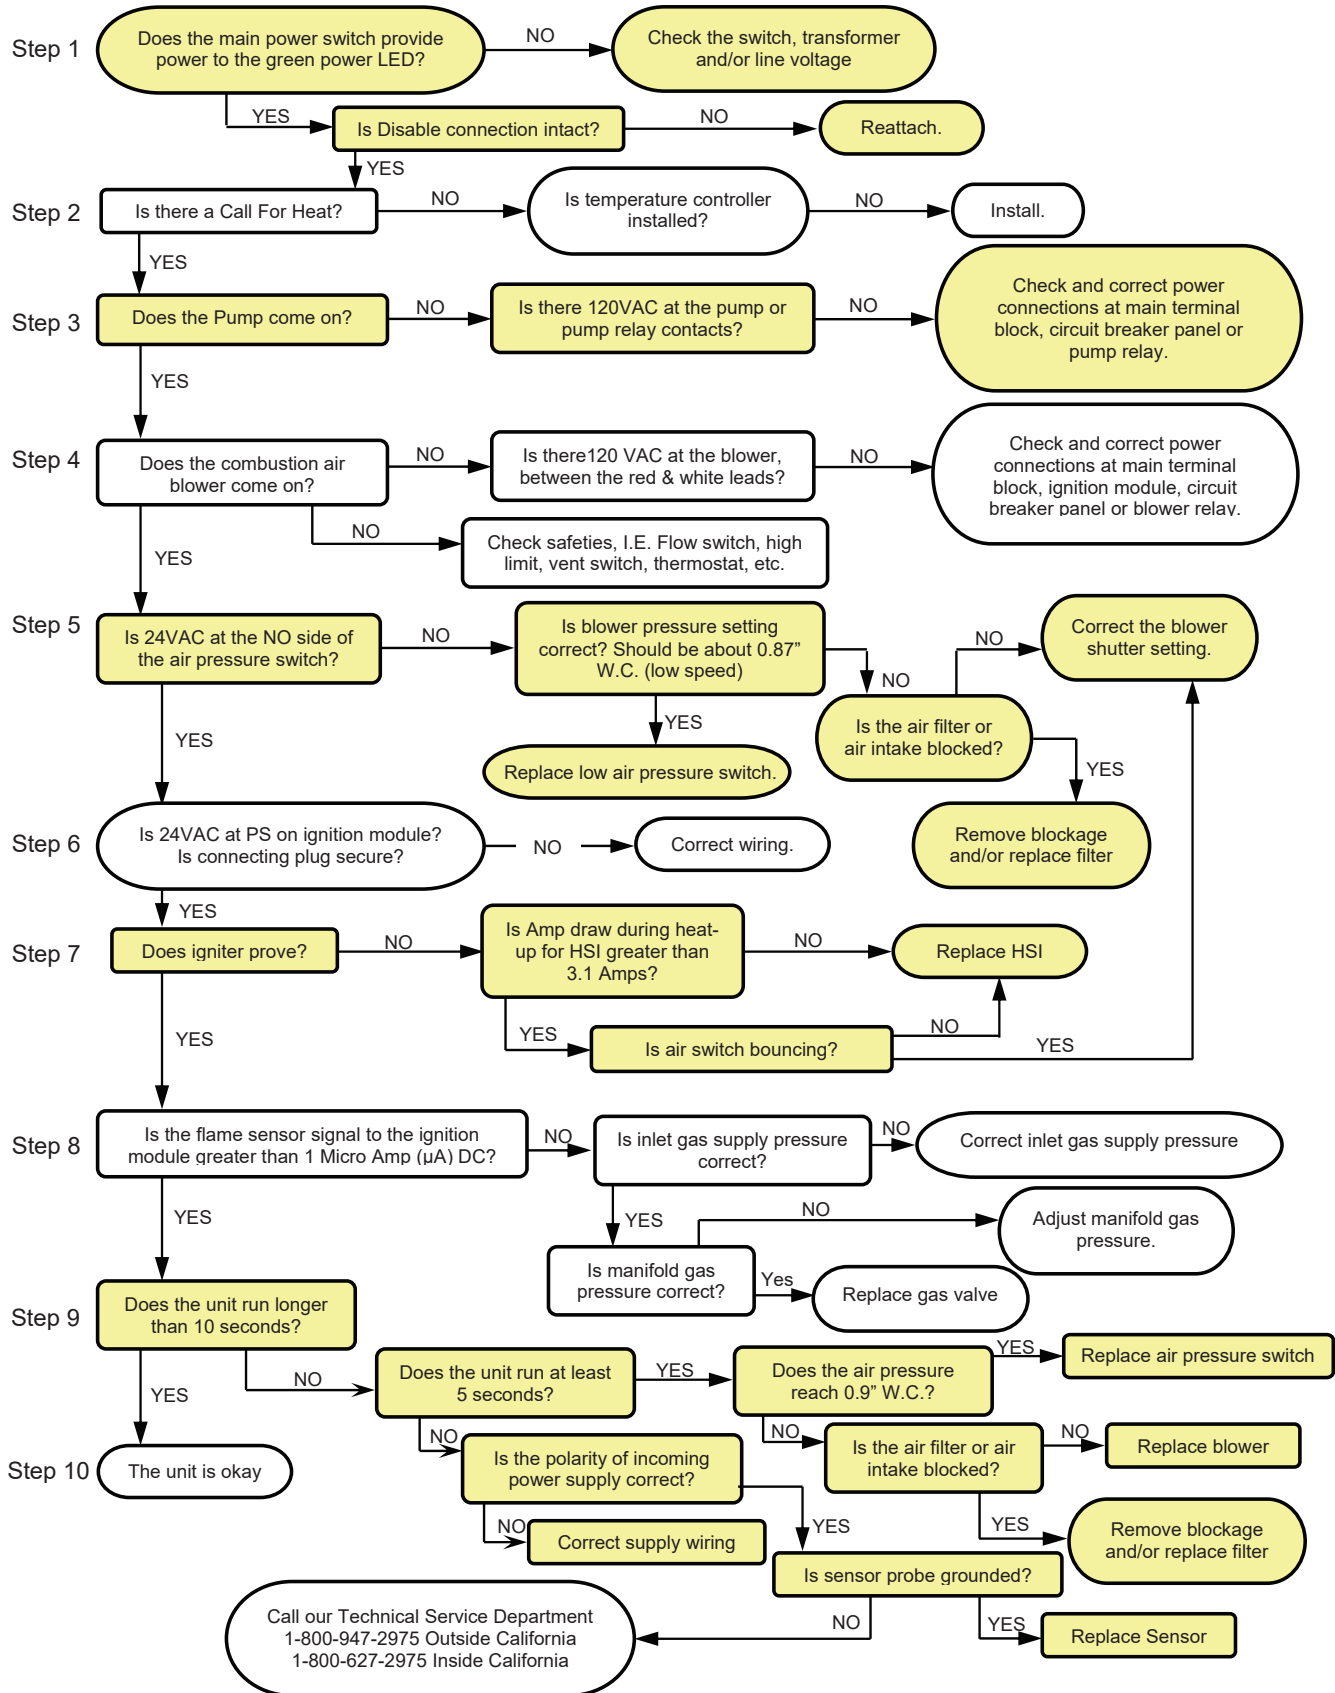 Step 1
Does the main power switch provide
power to the green power LED?
NO
Check the switch, transformer
and/or line voltage
YES
Is Disable connection intact?
NO
Reattach.
YES
Step 2
Is there a Call For Heat?
NO
Is temperature controller
installed?
NO
Install.
YES
Step 3
Does the Pump come on?
NO
Is there 120VAC at the pump or
pump relay contacts?
NO
Check and correct power
connections at main terminal
block, circuit breaker panel or
pump relay.
YES
Step 4
Does the combustion air
blower come on?
NO
Is there120 VAC at the blower,
between the red & white leads?
NO
Check and correct power
connections at main terminal
block, ignition module, circuit
breaker panel or blower relay.
NO
Check safeties, I.E. Flow switch, high
limit, vent switch, thermostat, etc.
YES
Step 5
Is 24VAC at the NO side of
the air pressure switch?
NO
Is blower pressure setting
correct? Should be about 0.87”
W.C. (low speed)
NO
Is the air filter or
air intake blocked?
NO
Correct the blower
shutter setting.
YES
Replace low air pressure switch.
YES
Remove blockage
and/or replace filter
YES
Step 6
Is 24VAC at PS on ignition module?
Is connecting plug secure?
NO
Correct wiring.
YES
Step 7
Does igniter prove?
NO
Is Amp draw during heat-
up for HSI greater than
3.1 Amps?
NO
Replace HSI
YES
Is air switch bouncing?
NO
YES
YES
Step 8
Is the flame sensor signal to the ignition
module greater than 1 Micro Amp (µA) DC?
NO
Is inlet gas supply pressure
correct?
NO
Correct inlet gas supply pressure
YES
Is manifold gas
pressure correct?
NO
Adjust manifold gas
pressure.
Yes
Replace gas valve
YES
Step 9
Does the unit run longer
than 10 seconds?
NO
Does the unit run at least
5 seconds?
YES
Does the air pressure
reach 0.9” W.C.?
YES
Replace air pressure switch
NO
Is the air filter or air
intake blocked?
NO
Replace blower
YES
Remove blockage
and/or replace filter
YES
Step 10
The unit is okay
NO
Is the polarity of incoming
power supply correct?
NO
Correct supply wiring
YES
Is sensor probe grounded?
YES
Replace Sensor
NO
Call our Technical Service Department
1-800-947-2975 Outside California
1-800-627-2975 Inside California